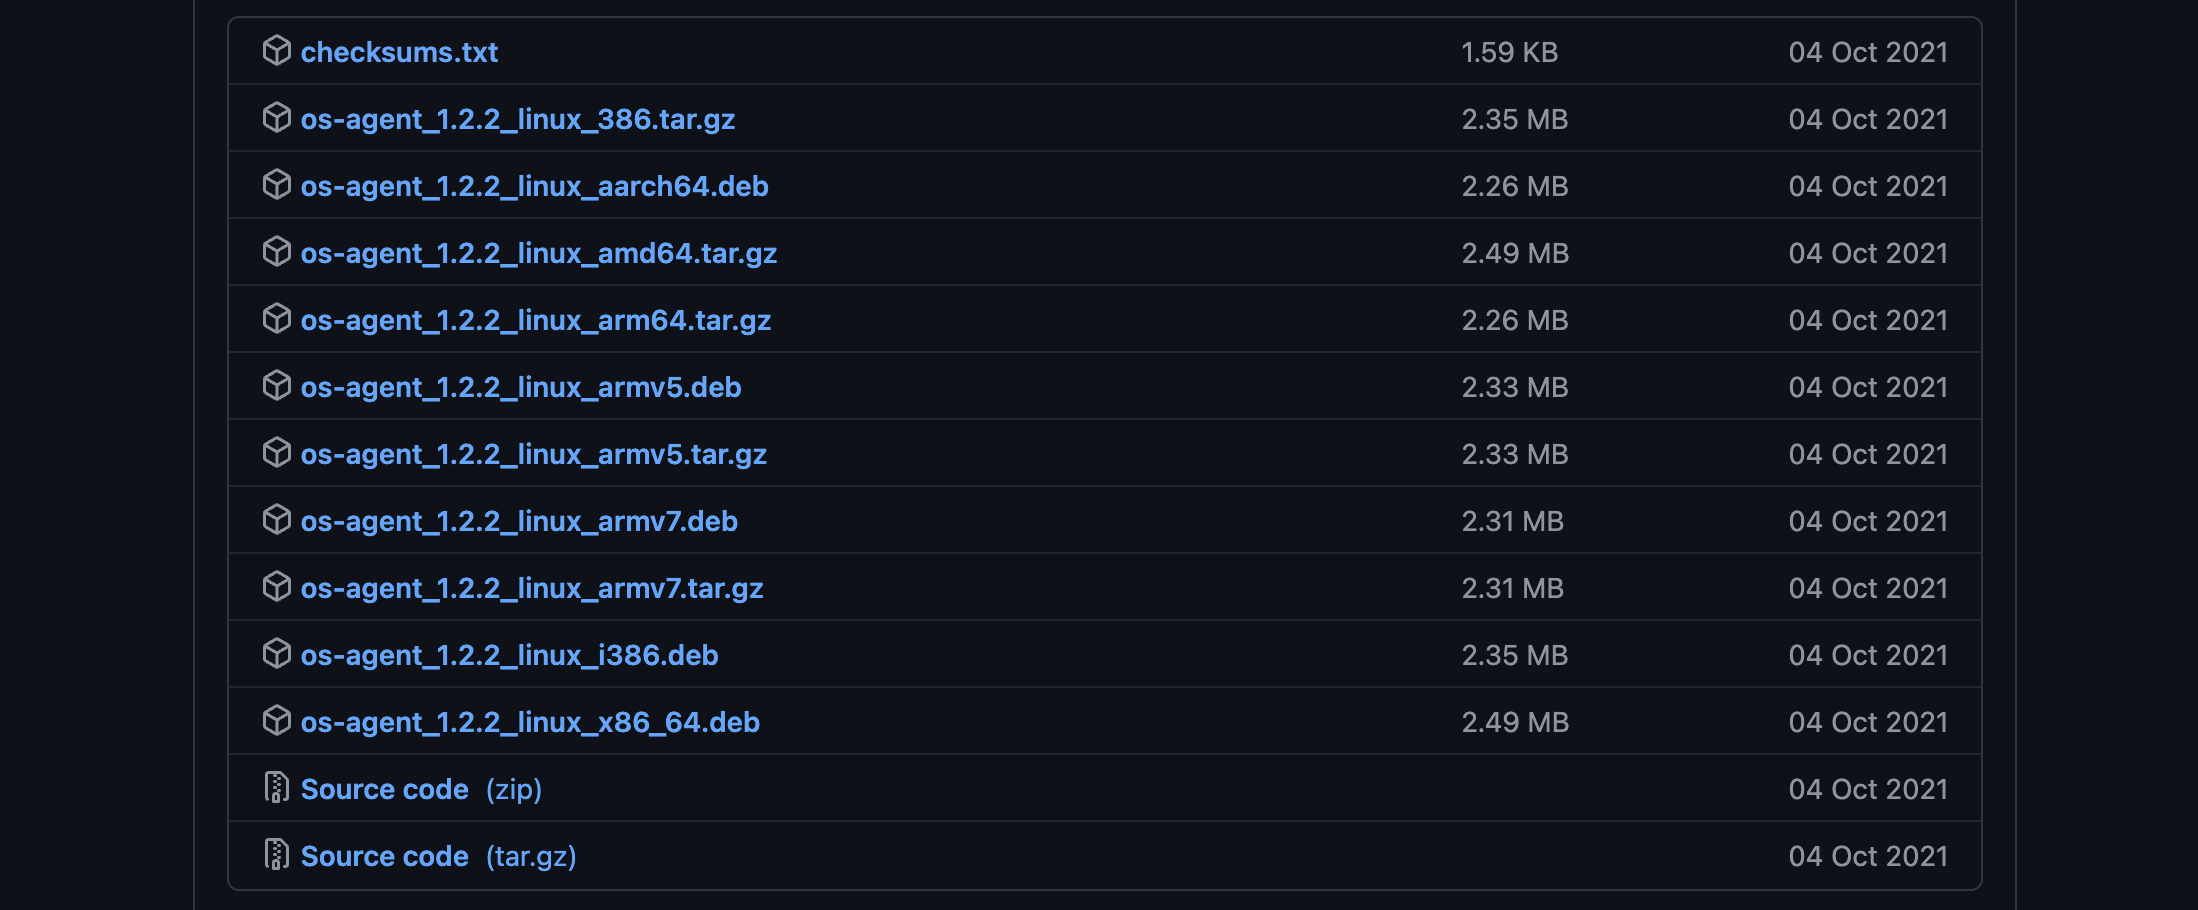 checksums.txt 1.59 KB 04 Oct 2021
os-agent_1.2.2_linux_386.tar.gz 2.35 MB 04 Oct 2021
os-agent_1.2.2_linux_aarch64.deb 2.26 MB 04 Oct 2021
os-agent_1.2.2_linux_amd64.tar.gz 2.49 MB 04 Oct 2021
os-agent_1.2.2_linux_arm64.tar.gz 2.26 MB 04 Oct 2021
os-agent_1.2.2_linux_armv5.deb 2.33 MB 04 Oct 2021
os-agent_1.2.2_linux_armv5.tar.gz 2.33 MB 04 Oct 2021
os-agent_1.2.2_linux_armv7.deb 2.31 MB 04 Oct 2021
os-agent_1.2.2_linux_armv7.tar.gz 2.31 MB 04 Oct 2021
os-agent_1.2.2_linux_i386.deb 2.35 MB 04 Oct 2021
os-agent_1.2.2_linux_x86_64.deb 2.49 MB 04 Oct 2021
Source code (zip) 04 Oct 2021
Source code (tar.gz) 04 Oct 2021